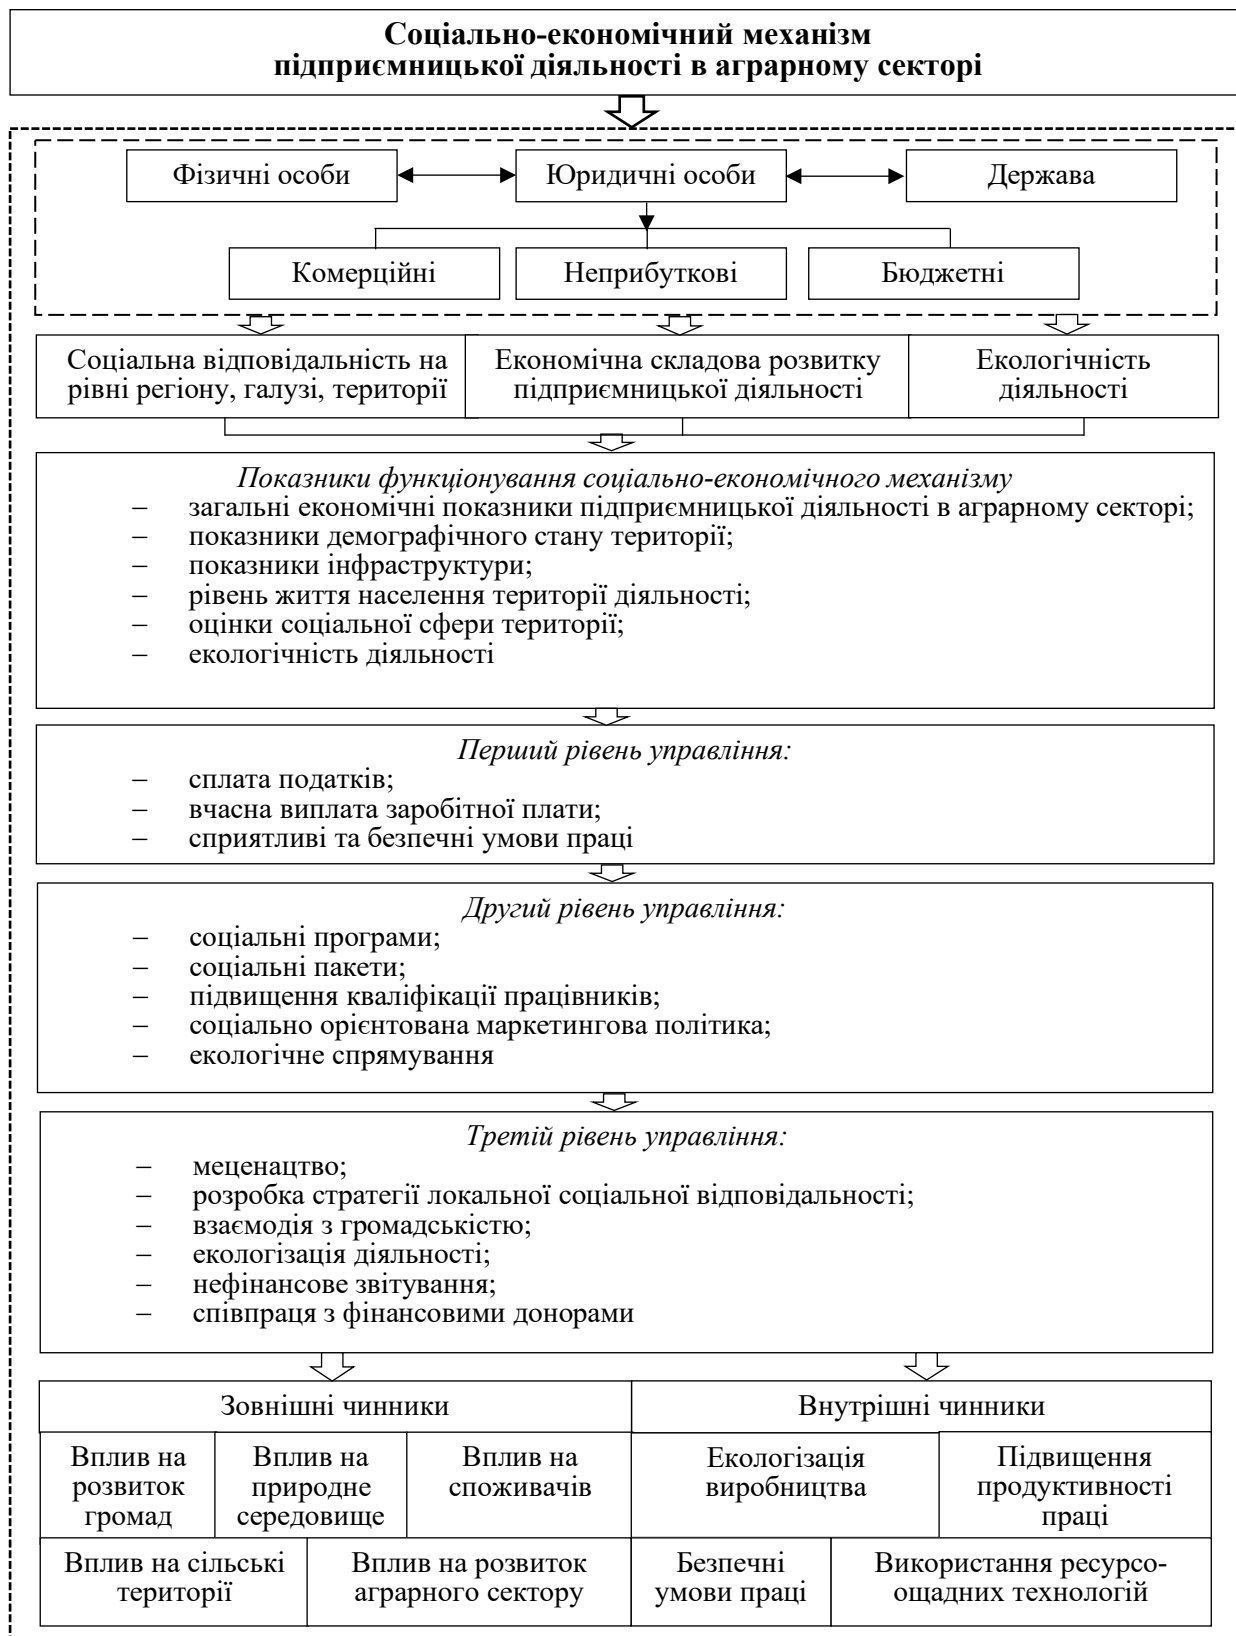 Соціально-економічний механізм
підприємницької діяльності в аграрному секторі
Фізичні особи
Юридичні особи
Держава
Комерційні
Неприбуткові
Бюджетні
Соціальна відповідальність на
рівні регіону, галузі, території
Економічна складова розвитку
підприємницької діяльності
Екологічність
діяльності
Показники функціонування соціально-економічного механізму
– загальні економічні показники підприємницької діяльності в аграрному секторі;
– показники демографічного стану території;
– показники інфраструктури;
– рівень життя населення території діяльності;
– оцінки соціальної сфери території;
– екологічність діяльності
Перший рівень управління:
– сплата податків;
– вчасна виплата заробітної плати;
– сприятливі та безпечні умови праці
Другий рівень управління:
– соціальні програми;
– соціальні пакети;
– підвищення кваліфікації працівників;
– соціально орієнтована маркетингова політика;
– екологічне спрямування
Третій рівень управління:
– меценацтво;
– розробка стратегії локальної соціальної відповідальності;
– взаємодія з громадськістю;
– екологізація діяльності;
– нефінансове звітування;
– співпраця з фінансовими донорами
Зовнішні чинники
Внутрішні чинники
Вплив на
розвиток
громад
Вплив на
природне
середовище
Вплив на
споживачів
Екологізація
виробництва
Підвищення
продуктивності
праці
Вплив на сільські
території
Вплив на розвиток
аграрного сектору
Безпечні
умови праці
Використання ресурсо-
ощадних технологій